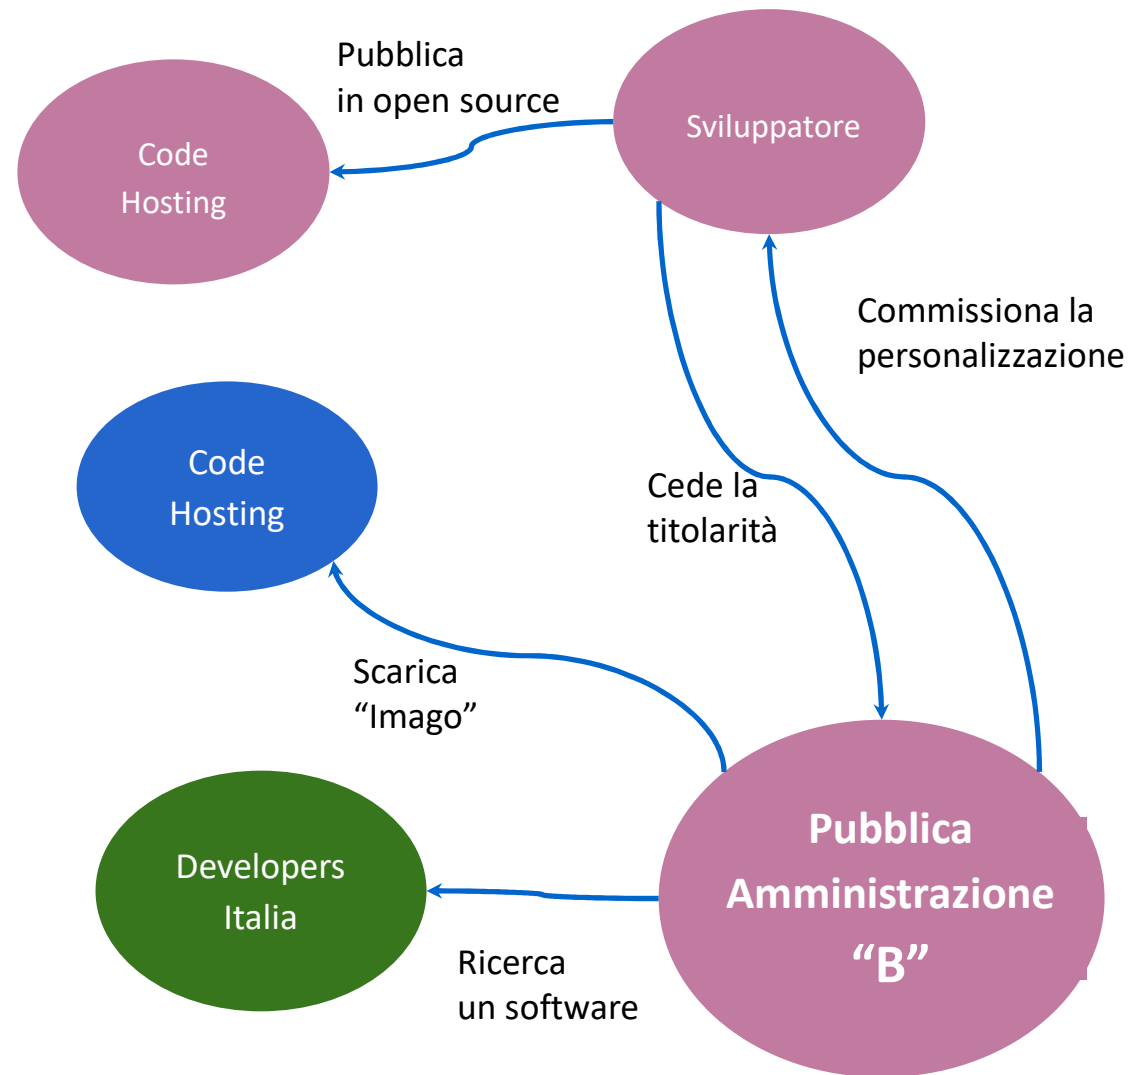 Pubblica
in open source
Sviluppatore
Code
Hosting
Commissiona la
personalizzazione
Code
Hosting
Cede la
titolarità
Scarica
“Imago”
Pubblica
Amministrazione
“B”
Developers
Italia
Ricerca
un software